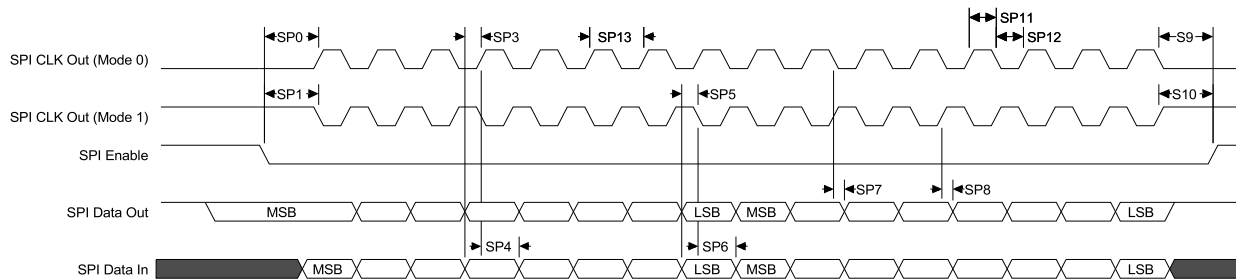 SP11
SP0 SP3 SP13 SP12 S9
SPI CLK Out (Mode 0)
SP1 SP5 S10
SPI CLK Out (Mode 1)
SPI Enable
SP7 SP8
SPI Data Out MSB LSB MSB LSB
SP4 SP6
SPI Data In MSB LSB MSB LSB